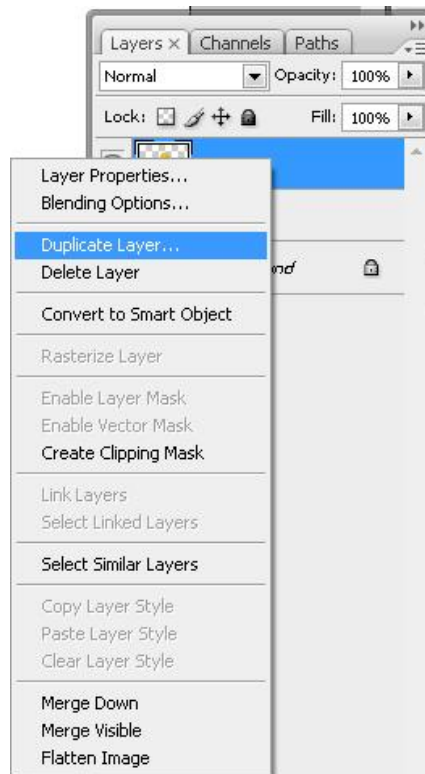 Layers × Channels Paths
Normal Opacity: 100%
Lock: Fill: 100%
Layer Properties...
Blending Options...
Duplicate Layer...
Delete Layer
Convert to Smart Object
Rasterize Layer
Enable Layer Mask
Enable Vector Mask
Create Clipping Mask
Link Layers
Select Linked Layers
Select Similar Layers
Copy Layer Style
Paste Layer Style
Clear Layer Style
Merge Down
Merge Visible
Flatten Image